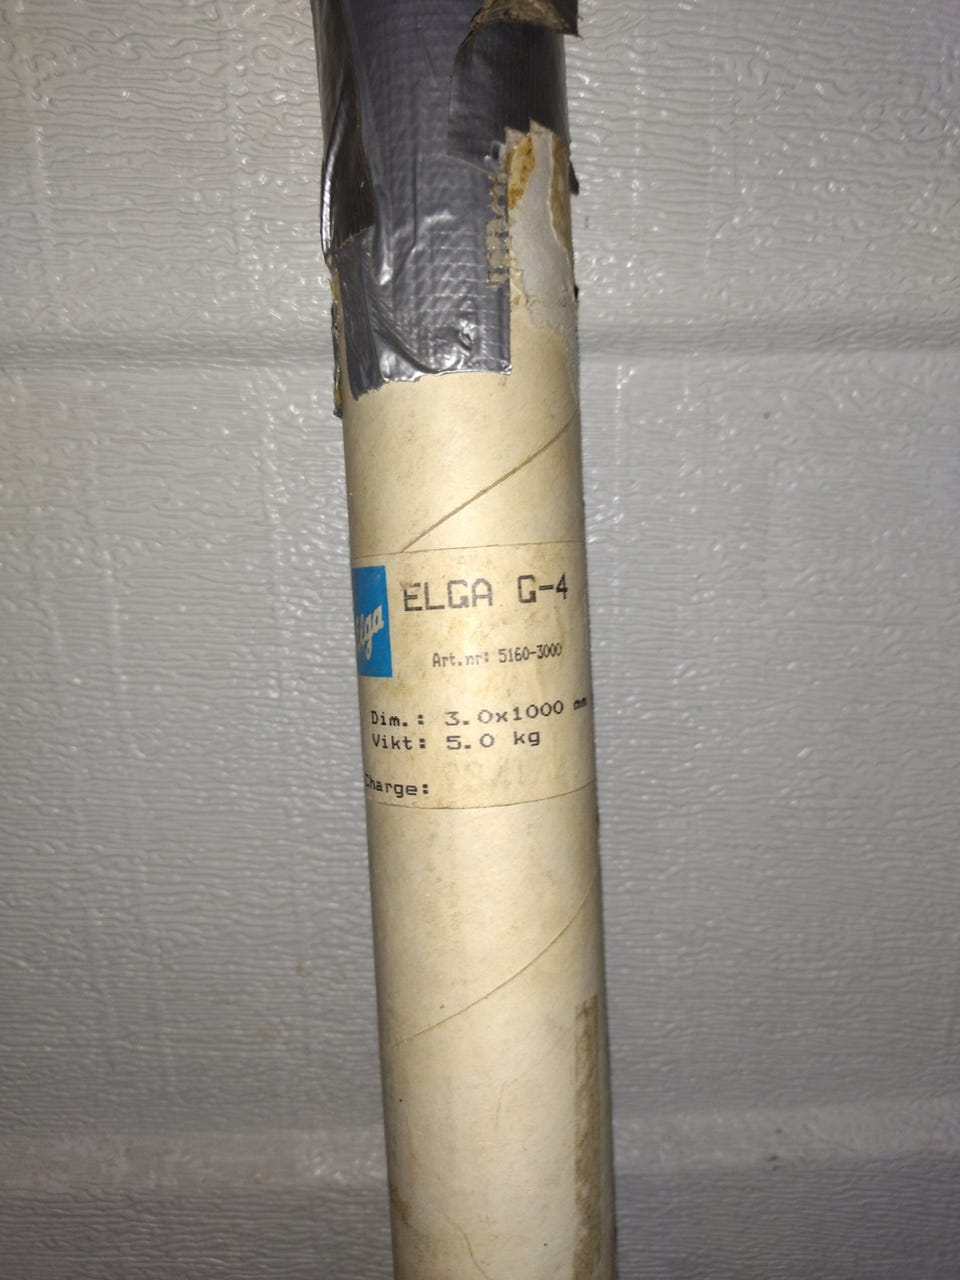 Elga
ELGA G-4
Art.nr: 5160-3000
Dim.: 3.0x1000 mm
Vikt: 5.0 kg
Charge: